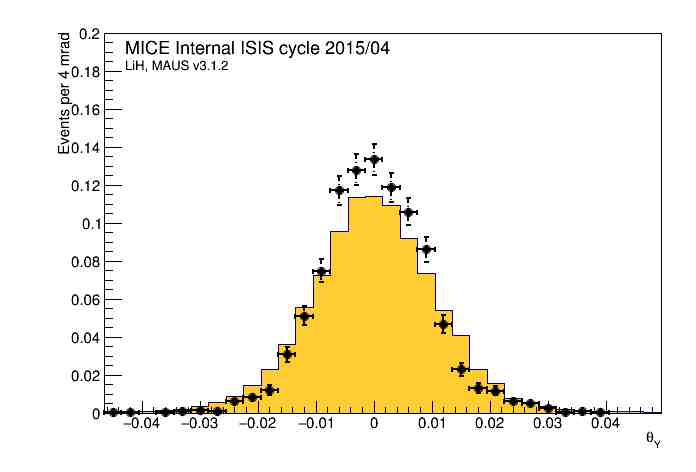 MICE Internal ISIS cycle 2015/04
LiH, MAUS v3.1.2
Events per 4 mrad
0.2
0.18
0.16
0.14
0.12
0.1
0.08
0.06
0.04
0.02
0
−0.04 −0.03 −0.02 −0.01 0 0.01 0.02 0.03 0.04
θY